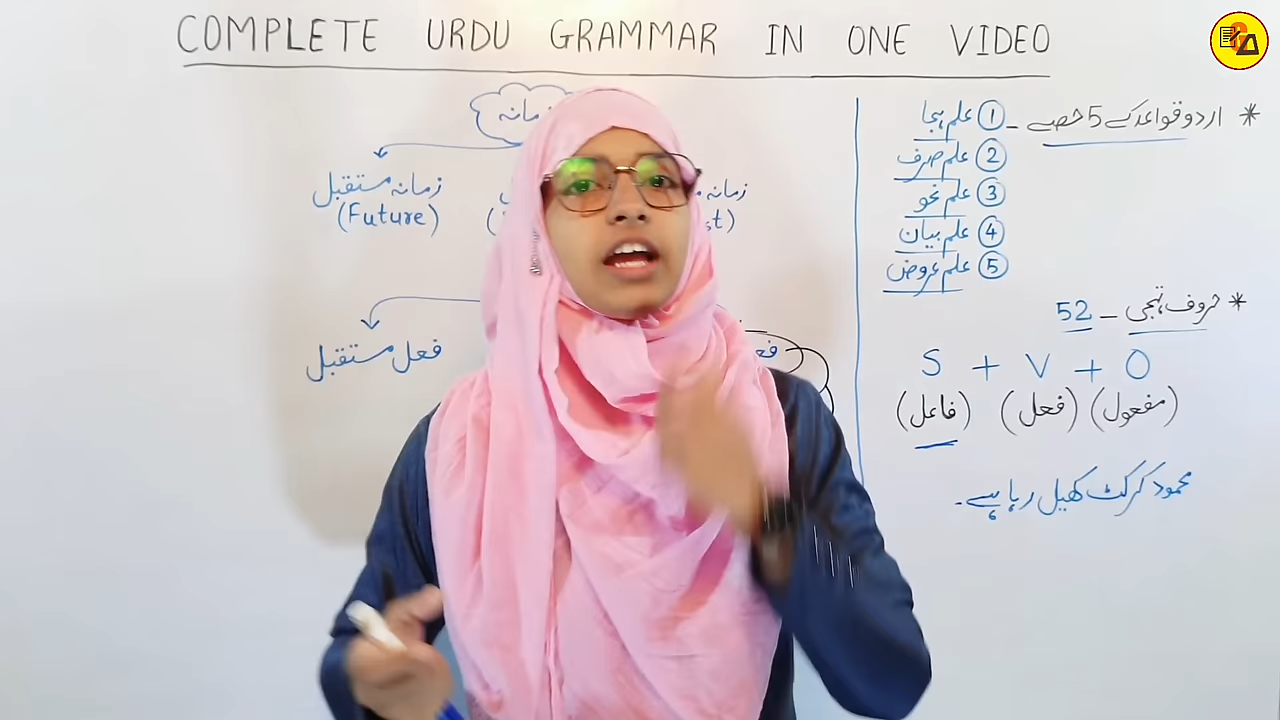 COMPLETE URDU GRAMMAR IN ONE VIDEO
* اردو قواعد کے 5 حصے - ① علم ہجا
② علم صرف
③ علم نحو
④ علم بیان
⑤ علم عروض
* حروف تہجی - 52
S + V + O
(فاعل) (فعل) (مفعول)
محمود کرکٹ کھیل رہا ہے۔
زمانہ
زمانہ
زمانہ مستقبل
(Future)
فعل مستقبل